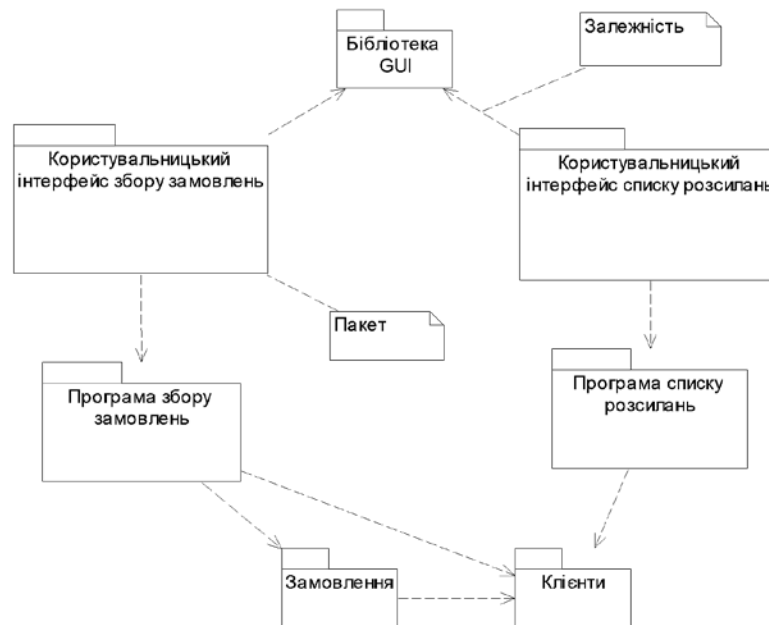 Бібліотека
GUI
Залежність
Користувальницький
інтерфейс збору замовлень
Користувальницький
інтерфейс списку розсилань
Пакет
Програма збору
замовлень
Програма списку
розсилань
Замовлення
Клієнти